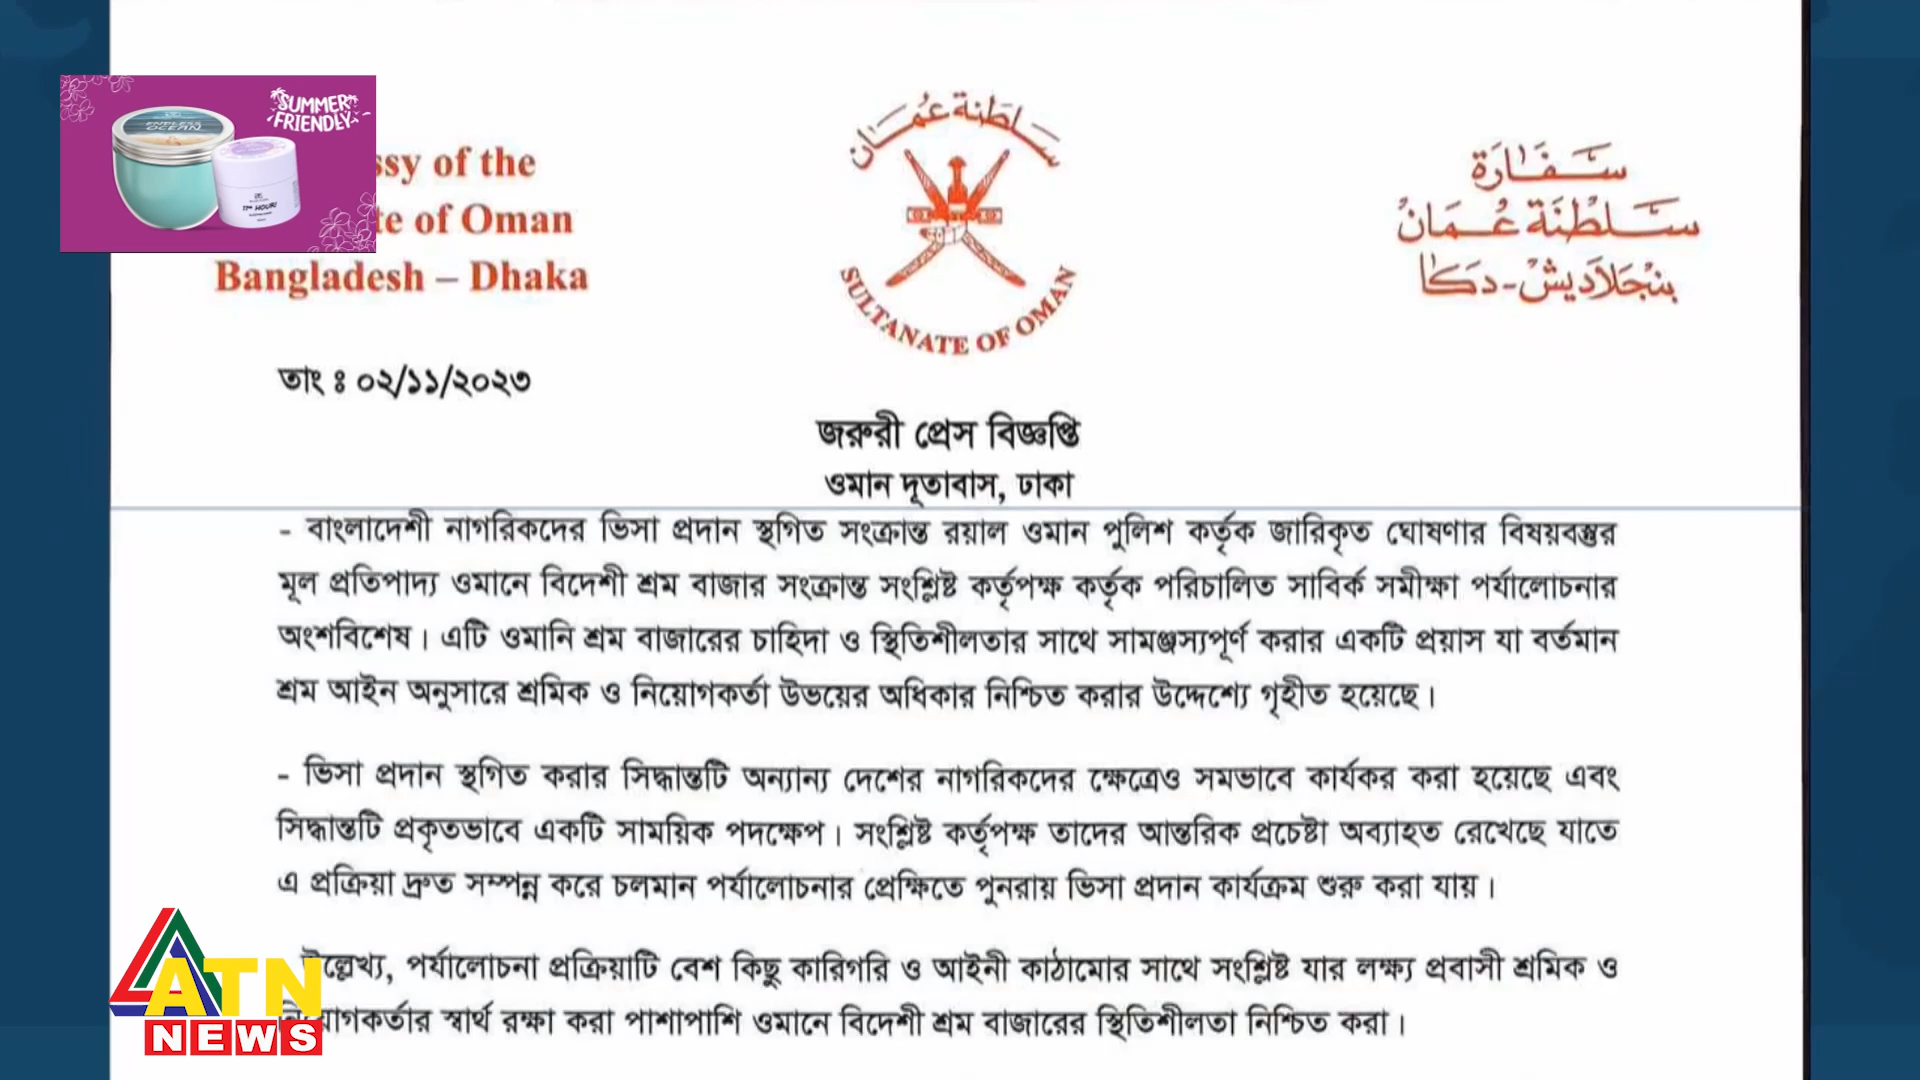 SUMMER
FRIENDLY
ENDLESS
OCEAN
HOUR
ssy of the
te of Oman
Bangladesh – Dhaka
سلطنة عمان
SULTANATE OF OMAN
سفارة
سلطنة عمان
بنجلاديش-دكا
তাং ঃ ০২/১১/২০২৩
জরুরী প্রেস বিজ্ঞপ্তি
ওমান দূতাবাস, ঢাকা
- বাংলাদেশী নাগরিকদের ভিসা প্রদান স্থগিত সংক্রান্ত রয়াল ওমান পুলিশ কর্তৃক জারিকৃত ঘোষণার বিষয়বস্তুর
মূল প্রতিপাদ্য ওমানে বিদেশী শ্রম বাজার সংক্রান্ত সংশ্লিষ্ট কর্তৃপক্ষ কর্তৃক পরিচালিত সাবির্ক সমীক্ষা পর্যালোচনার
অংশবিশেষ। এটি ওমানি শ্রম বাজারের চাহিদা ও স্থিতিশীলতার সাথে সামঞ্জস্যপূর্ণ করার একটি প্রয়াস যা বর্তমান
শ্রম আইন অনুসারে শ্রমিক ও নিয়োগকর্তা উভয়ের অধিকার নিশ্চিত করার উদ্দেশ্যে গৃহীত হয়েছে।
- ভিসা প্রদান স্থগিত করার সিদ্ধান্তটি অন্যান্য দেশের নাগরিকদের ক্ষেত্রেও সমভাবে কার্যকর করা হয়েছে এবং
সিদ্ধান্তটি প্রকৃতভাবে একটি সাময়িক পদক্ষেপ। সংশ্লিষ্ট কর্তৃপক্ষ তাদের আন্তরিক প্রচেষ্টা অব্যাহত রেখেছে যাতে
এ প্রক্রিয়া দ্রুত সম্পন্ন করে চলমান পর্যালোচনার প্রেক্ষিতে পুনরায় ভিসা প্রদান কার্যক্রম শুরু করা যায়।
উল্লেখ্য, পর্যালোচনা প্রক্রিয়াটি বেশ কিছু কারিগরি ও আইনী কাঠামোর সাথে সংশ্লিষ্ট যার লক্ষ্য প্রবাসী শ্রমিক ও
নিয়োগকর্তার স্বার্থ রক্ষা করা পাশাপাশি ওমানে বিদেশী শ্রম বাজারের স্থিতিশীলতা নিশ্চিত করা।
ATN
NEWS